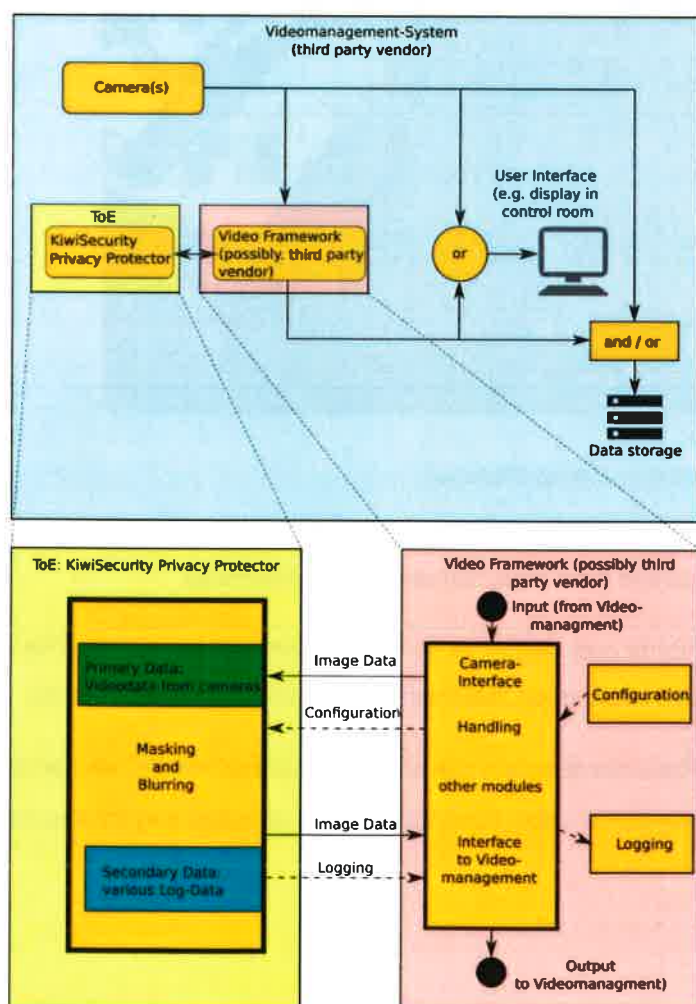 Videomanagement-System
(third party vendor)
Camera(s)
User Interface
(e.g. display in
control room
ToE
KiwiSecurity
Privacy Protector
Video Framework
(possibly, third party
vendor)
or
and / or
Data storage
ToE: KiwiSecurity Privacy Protector
Video Framework (possibly third
party vendor)
Input (from Video-
managment)
Primary Data:
Videodate from cameras
Image Data
Camera-
Interface
Configuration
Configuration
Handling
Masking
and
Blurring
other modules
Image Data
Logging
Interface
to Video-
management
Logging
Secondary Data:
various Log-Data
Output
to Videomanagment)